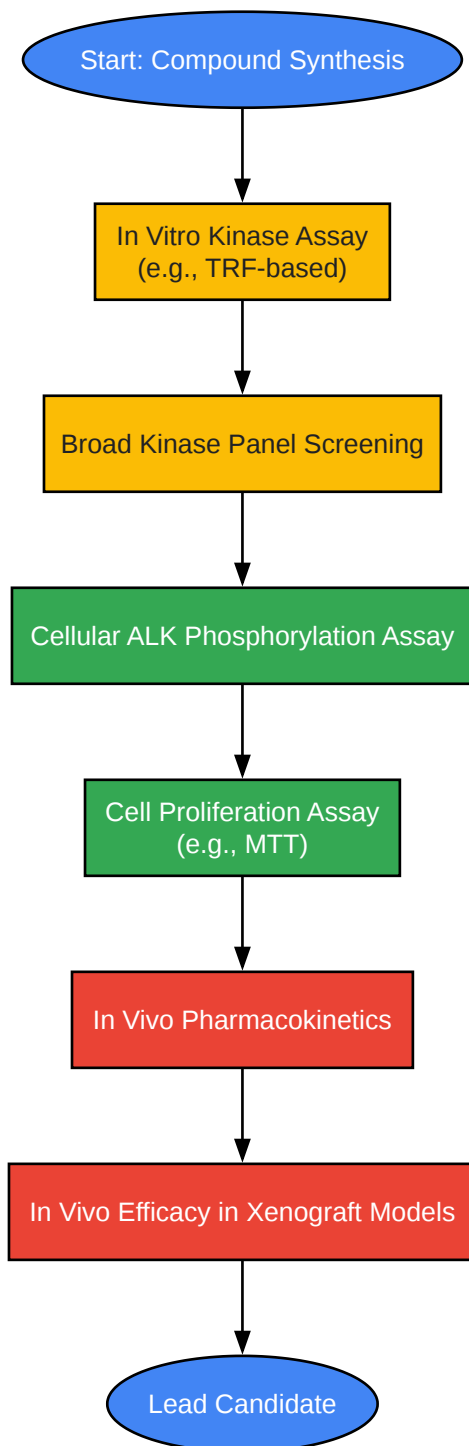 Start: Compound Synthesis
In Vitro Kinase Assay
(e.g., TRF-based)
Broad Kinase Panel Screening
Cellular ALK Phosphorylation Assay
Cell Proliferation Assay
(e.g., MTT)
In Vivo Pharmacokinetics
In Vivo Efficacy in Xenograft Models
Lead Candidate